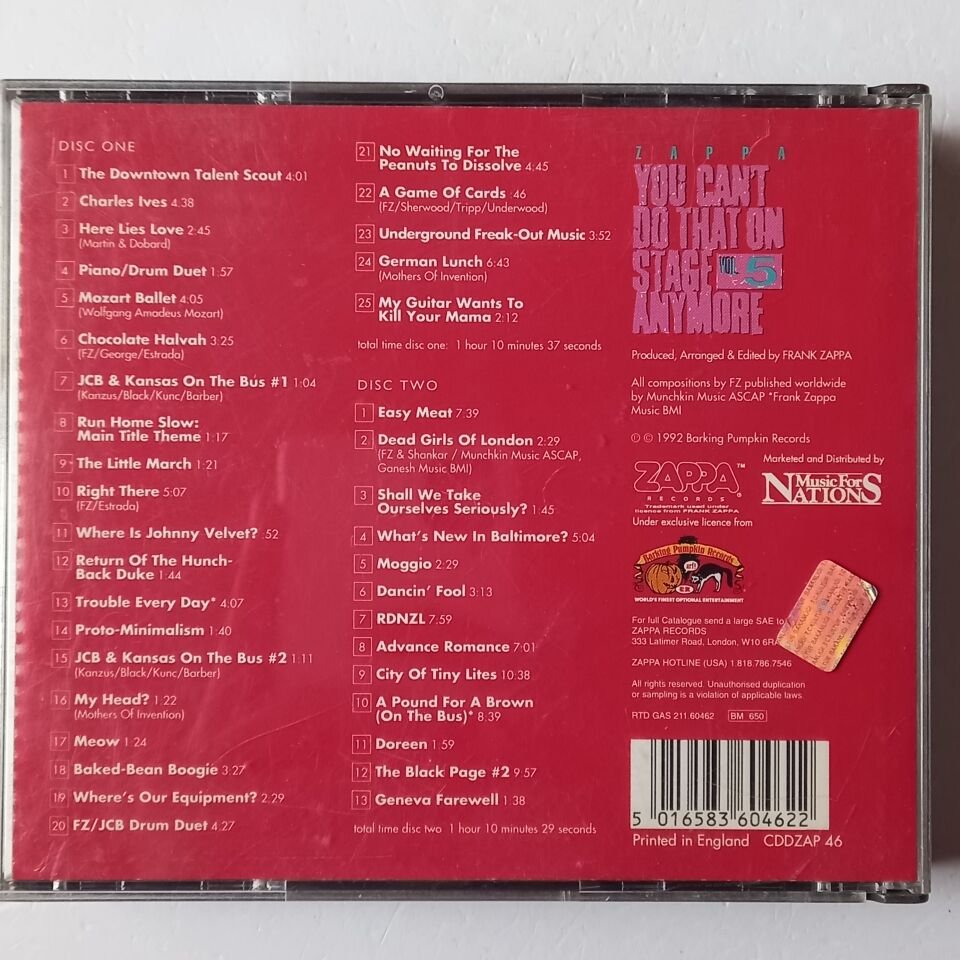 DISC ONE
1 The Downtown Talent Scout 4:01
2 Charles Ives 4:38
3 Here Lies Love 2:45
(Martin & Dobard)
4 Piano/Drum Duet 1:57
5 Mozart Ballet 4:05
(Wolfgang Amadeus Mozart)
6 Chocolate Halvah 3:25
(FZ/George/Estrada)
7 JCB & Kansas On The Bus #1 1:04
(Kanzus/Black/Kunc/Barber)
8 Run Home Slow:
Main Title Theme 1:17
9 The Little March 1:21
10 Right There 5:07
(FZ/Estrada)
11 Where Is Johnny Velvet? :52
12 Return Of The Hunch-
Back Duke 1:44
13 Trouble Every Day* 4:07
14 Proto-Minimalism 1:40
15 JCB & Kansas On The Bus #2 1:11
(Kanzus/Black/Kunc/Barber)
16 My Head? 1:22
(Mothers Of Invention)
17 Meow 1:24
18 Baked-Bean Boogie 3:27
19 Where's Our Equipment? 2:29
20 FZ/JCB Drum Duet 4:27
21 No Waiting For The
Peanuts To Dissolve 4:45
22 A Game Of Cards :46
(FZ/Sherwood/Tripp/Underwood)
23 Underground Freak-Out Music 3:52
24 German Lunch 6:43
(Mothers Of Invention)
25 My Guitar Wants To
Kill Your Mama 2:12
total time disc one: 1 hour 10 minutes 37 seconds
DISC TWO
1 Easy Meat 7:39
2 Dead Girls Of London 2:29
(FZ & Shankar / Munchkin Music ASCAP,
Ganesh Music BMI)
3 Shall We Take
Ourselves Seriously? 1:45
4 What's New In Baltimore? 5:04
5 Moggio 2:29
6 Dancin' Fool 3:13
7 RDNZL 7:59
8 Advance Romance 7:01
9 City Of Tiny Lites 10:38
10 A Pound For A Brown
(On The Bus)* 8:39
11 Doreen 1:59
12 The Black Page #2 9:57
13 Geneva Farewell 1:38
total time disc two 1 hour 10 minutes 29 seconds
ZAPPA
YOU CAN'T
DO THAT ON
STAGE VOL. 5
ANYMORE
Produced, Arranged & Edited by FRANK ZAPPA
All compositions by FZ published worldwide
by Munchkin Music ASCAP *Frank Zappa
Music BMI
℗ © 1992 Barking Pumpkin Records
ZAPPA™
RECORDS®
Trademark used under
licence from FRANK ZAPPA
Marketed and Distributed by
Music For
NATIONS
Under exclusive licence from
Barking Pumpkin Records
arf!
WORLD'S FINEST OPTIONAL ENTERTAINMENT
For full Catalogue send a large SAE to
ZAPPA RECORDS
333 Latimer Road, London, W10 6RA
ZAPPA HOTLINE (USA) 1.818.786.7546
All rights reserved. Unauthorised duplication
or sampling is a violation of applicable laws
RTD GAS 211.60462 BM 650
5 016583 604622
Printed in England CDDZAP 46